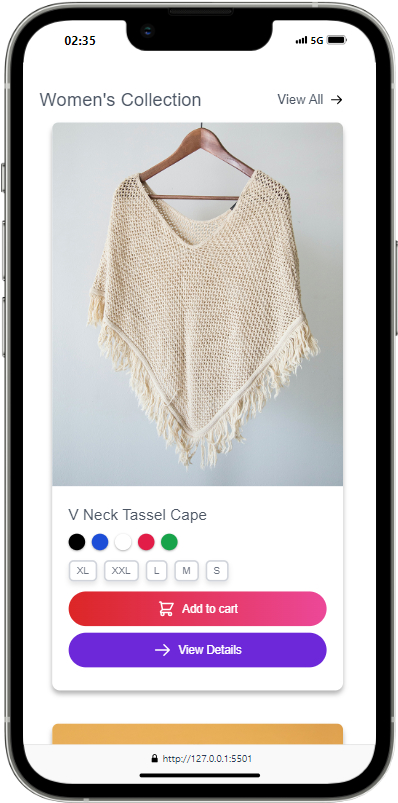 02:35
5G
Women's Collection
View All
V Neck Tassel Cape
XL XXL L M S
Add to cart
View Details
http://127.0.0.1:5501